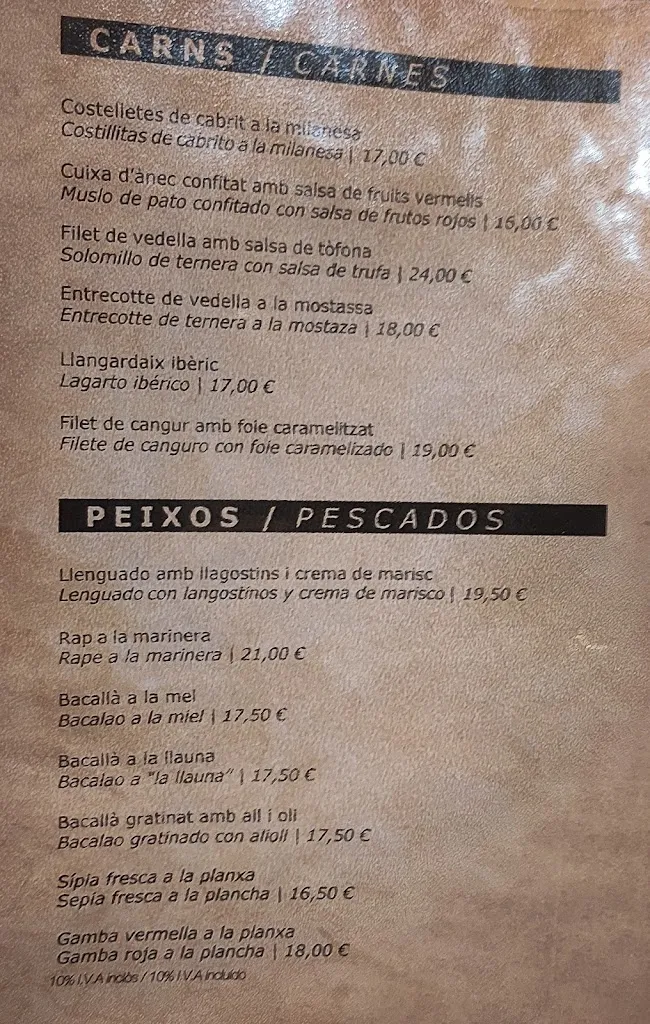 CARNS / CARNES
Costelletes de cabrit a la milanesa
Costillitas de cabrito a la milanesa | 17,00 €
Cuixa d'ànec confitat amb salsa de fruits vermells
Muslo de pato confitado con salsa de frutos rojos | 16,00 €
Filet de vedella amb salsa de tòfona
Solomillo de ternera con salsa de trufa | 24,00 €
Entrecotte de vedella a la mostassa
Entrecotte de ternera a la mostaza | 18,00 €
Llangardaix ibèric
Lagarto ibérico | 17,00 €
Filet de cangur amb foie caramelitzat
Filete de canguro con foie caramelizado | 19,00 €
PEIXOS / PESCADOS
Llenguado amb llagostins i crema de marisc
Lenguado con langostinos y crema de marisco | 19,50 €
Rap a la marinera
Rape a la marinera | 21,00 €
Bacallà a la mel
Bacalao a la miel | 17,50 €
Bacallà a la llauna
Bacalao a "la llauna" | 17,50 €
Bacallà gratinat amb all i oli
Bacalao gratinado con alioli | 17,50 €
Sípia fresca a la planxa
Sepia fresca a la plancha | 16,50 €
Gamba vermella a la planxa
Gamba roja a la plancha | 18,00 €
10% I.V.A inclòs / 10% I.V.A incluido